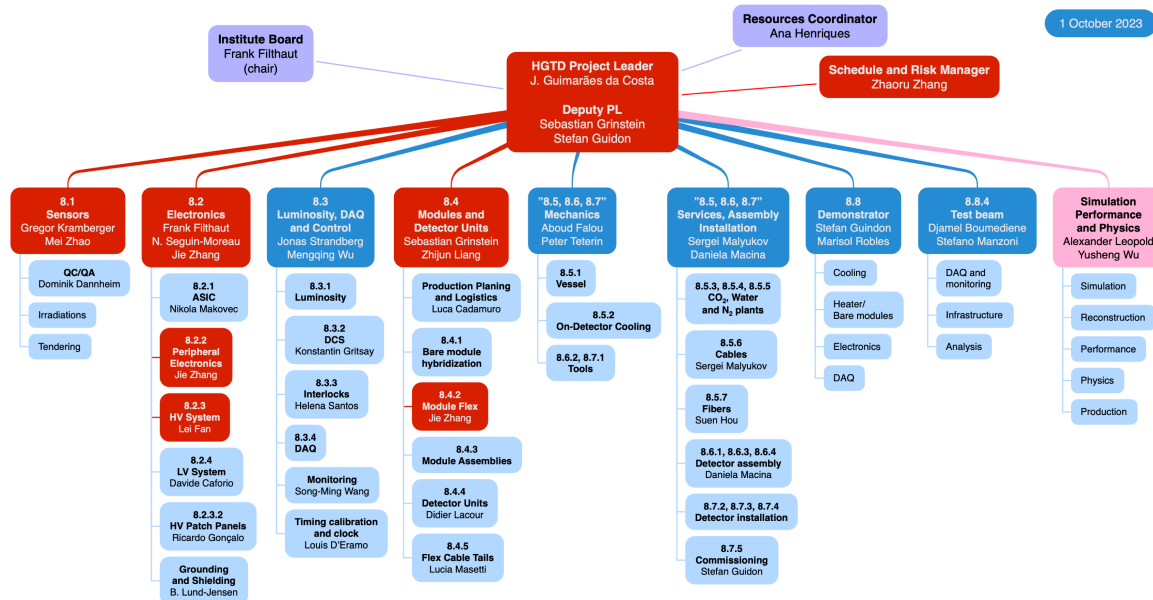 1 October 2023
Institute Board
Frank Filthaut
(chair)
Resources Coordinator
Ana Henriques
HGTD Project Leader
J. Guimarães da Costa
Deputy PL
Sebastian Grinstein
Stefan Guidon
Schedule and Risk Manager
Zhaoru Zhang
8.1
Sensors
Gregor Kramberger
Mei Zhao
QC/QA
Dominik Dannheim
Irradiations
Tendering
8.2
Electronics
Frank Filthaut
N. Seguin-Moreau
Jie Zhang
8.2.1
ASIC
Nikola Makovec
8.2.2
Peripheral
Electronics
Jie Zhang
8.2.3
HV System
Lei Fan
8.2.4
LV System
Davide Caforio
8.2.3.2
HV Patch Panels
Ricardo Gonçalo
Grounding
and Shielding
B. Lund-Jensen
8.3
Luminosity, DAQ
and Control
Jonas Strandberg
Mengqing Wu
8.3.1
Luminosity
8.3.2
DCS
Konstantin Gritsay
8.3.3
Interlocks
Helena Santos
8.3.4
DAQ
Monitoring
Song-Ming Wang
Timing calibration
and clock
Louis D'Eramo
8.4
Modules and
Detector Units
Sebastian Grinstein
Zhijun Liang
Production Planing
and Logistics
Luca Cadamuro
8.4.1
Bare module
hybridization
8.4.2
Module Flex
Jie Zhang
8.4.3
Module Assemblies
8.4.4
Detector Units
Didier Lacour
8.4.5
Flex Cable Tails
Lucia Masetti
"8.5, 8.6, 8.7"
Mechanics
Aboud Falou
Peter Teterin
8.5.1
Vessel
8.5.2
On-Detector Cooling
8.6.2, 8.7.1
Tools
"8.5, 8.6, 8.7"
Services, Assembly
Installation
Sergei Malyukov
Daniela Macina
8.5.3, 8.5.4, 8.5.5
CO₂, Water
and N₂ plants
8.5.6
Cables
Sergei Malyukov
8.5.7
Fibers
Suen Hou
8.6.1, 8.6.3, 8.6.4
Detector assembly
Daniela Macina
8.7.2, 8.7.3, 8.7.4
Detector installation
8.7.5
Commissioning
Stefan Guidon
8.8
Demonstrator
Stefan Guindon
Marisol Robles
Cooling
Heater/
Bare modules
Electronics
DAQ
8.8.4
Test beam
Djamel Boumediene
Stefano Manzoni
DAQ and
monitoring
Infrastructure
Analysis
Simulation
Performance
and Physics
Alexander Leopold
Yusheng Wu
Simulation
Reconstruction
Performance
Physics
Production